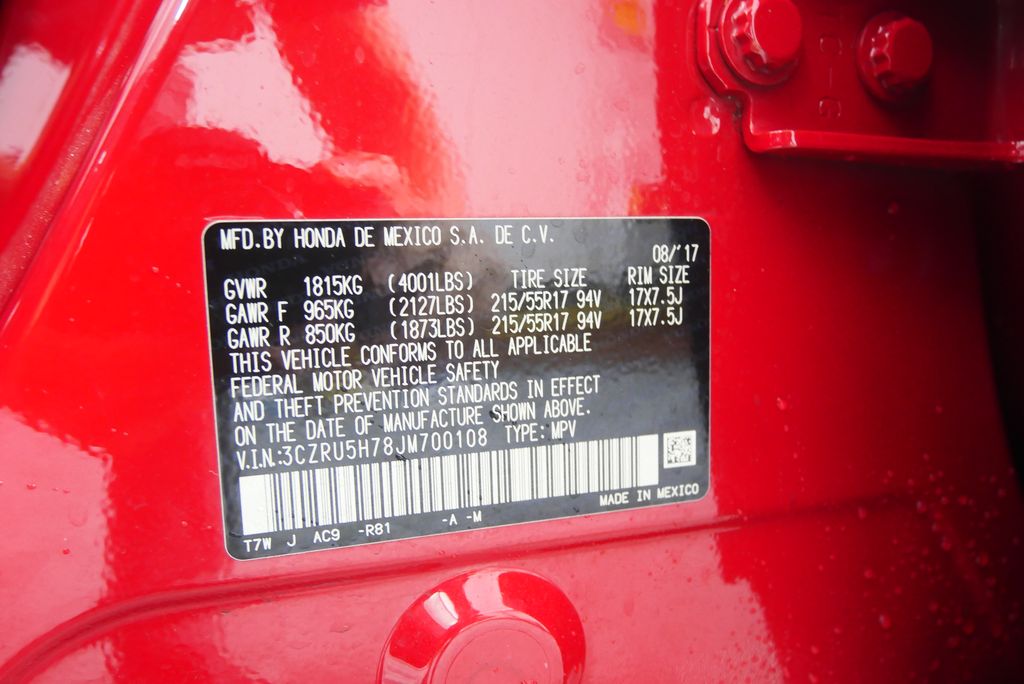 MFD.BY HONDA DE MEXICO S.A. DE C.V.
08/'17
GVWR 1815KG (4001LBS) TIRE SIZE RIM SIZE
GAWR F 965KG (2127LBS) 215/55R17 94V 17X7.5J
GAWR R 850KG (1873LBS) 215/55R17 94V 17X7.5J
THIS VEHICLE CONFORMS TO ALL APPLICABLE
FEDERAL MOTOR VEHICLE SAFETY
AND THEFT PREVENTION STANDARDS IN EFFECT
ON THE DATE OF MANUFACTURE SHOWN ABOVE.
V.I.N.:3CZRU5H78JM700108 TYPE: MPV
MADE IN MEXICO
T7W J AC9 -R81 -A -M